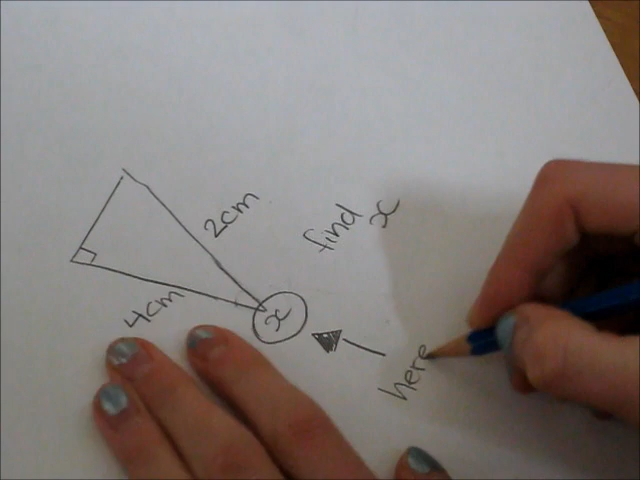 2cm
4cm
x
find x
here